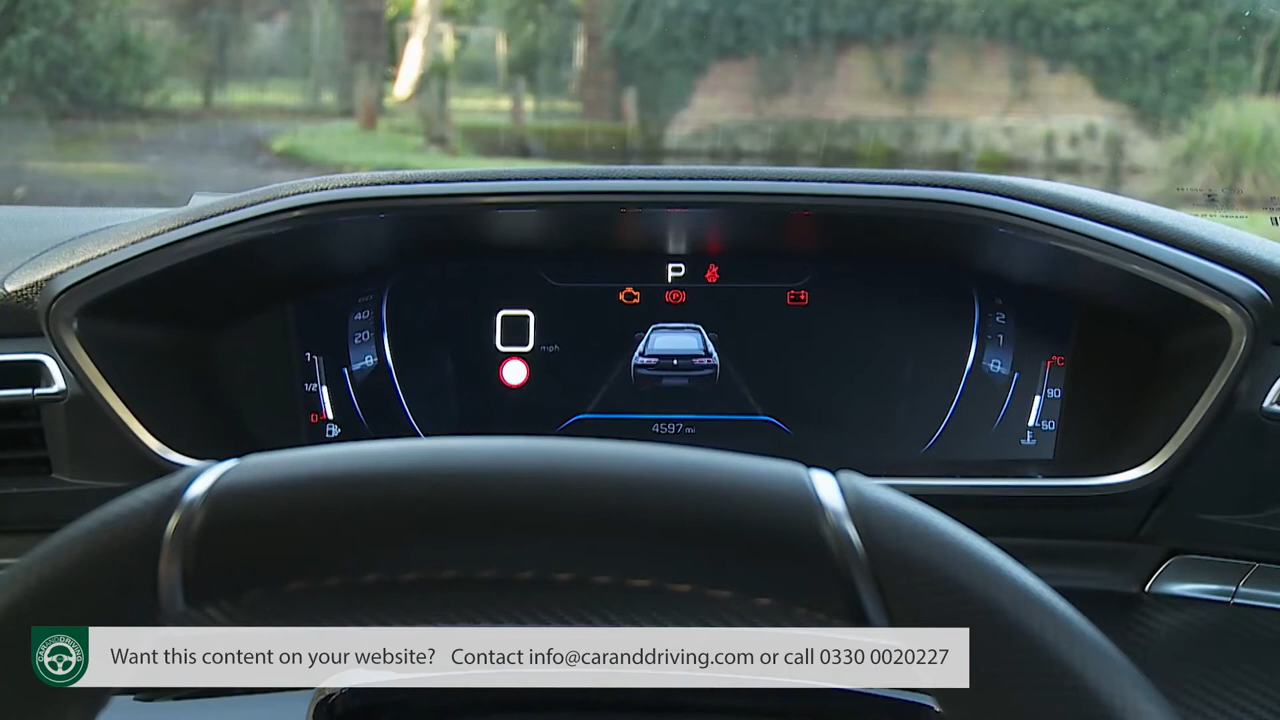 P
40
20
0
mph
1
1/2
0
(P)
2
1
0
°C
90
50
4597 mi
CARANDDRIVING
Want this content on your website? Contact info@caranddriving.com or call 0330 0020227